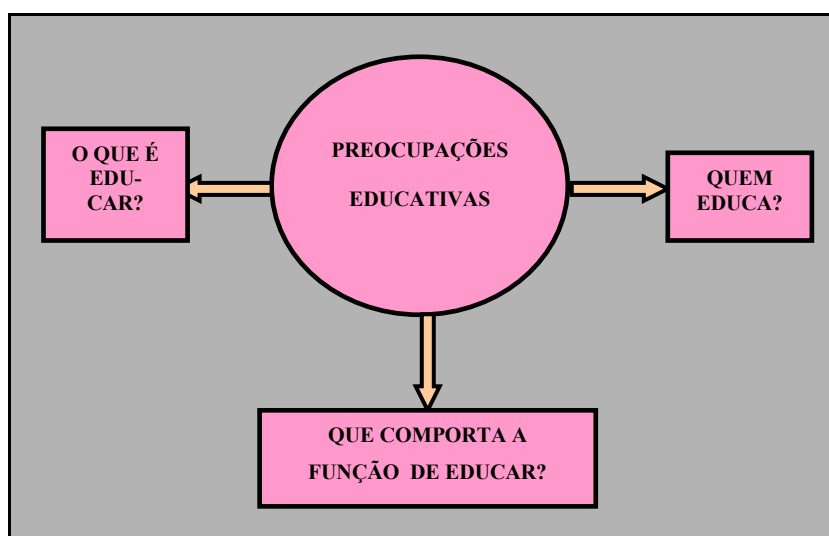 PREOCUPAÇÕES
EDUCATIVAS
O QUE É
EDU-
CAR?
QUEM
EDUCA?
QUE COMPORTA A
FUNÇÃO DE EDUCAR?